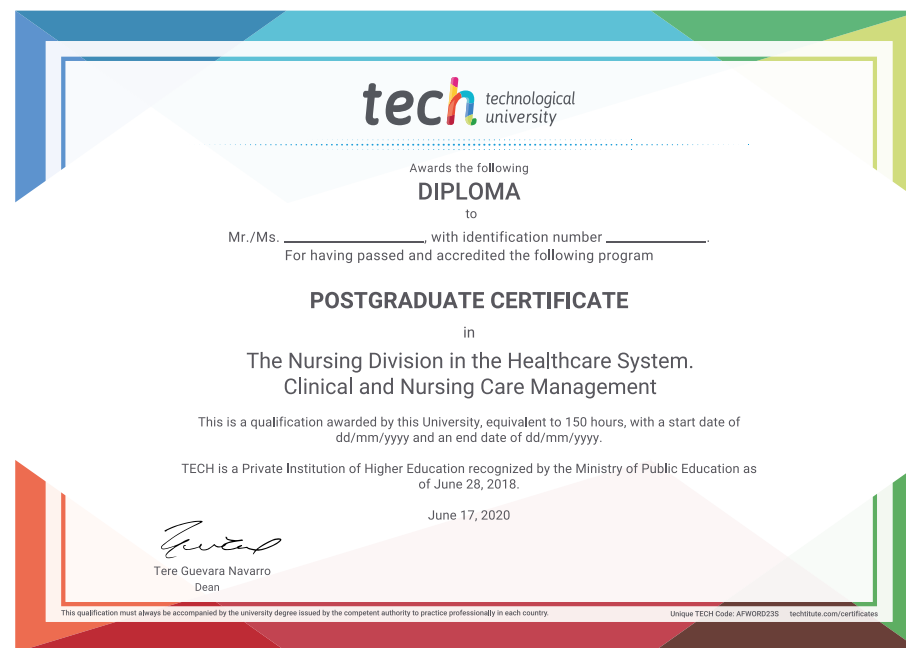 tech technological
university
Awards the following
DIPLOMA
to
Mr./Ms. ____________________, with identification number ______________.
For having passed and accredited the following program
POSTGRADUATE CERTIFICATE
in
The Nursing Division in the Healthcare System.
Clinical and Nursing Care Management
This is a qualification awarded by this University, equivalent to 150 hours, with a start date of
dd/mm/yyyy and an end date of dd/mm/yyyy.
TECH is a Private Institution of Higher Education recognized by the Ministry of Public Education as
of June 28, 2018.
June 17, 2020
Tere Guevara Navarro
Dean
This qualification must always be accompanied by the university degree issued by the competent authority to practice professionally in each country.
Unique TECH Code: AFWORD23S techtitute.com/certificates